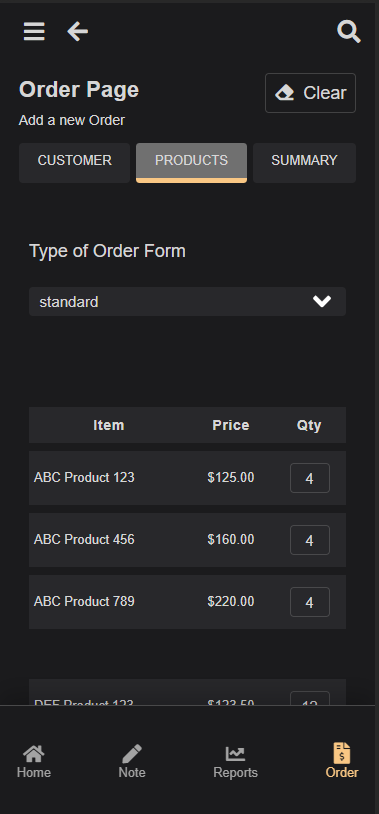 Order Page
Clear
Add a new Order
CUSTOMER PRODUCTS SUMMARY
Type of Order Form
standard
Item Price Qty
ABC Product 123 $125.00 4
ABC Product 456 $160.00 4
ABC Product 789 $220.00 4
DEF Product 123 $123.50 12
Home Note Reports Order